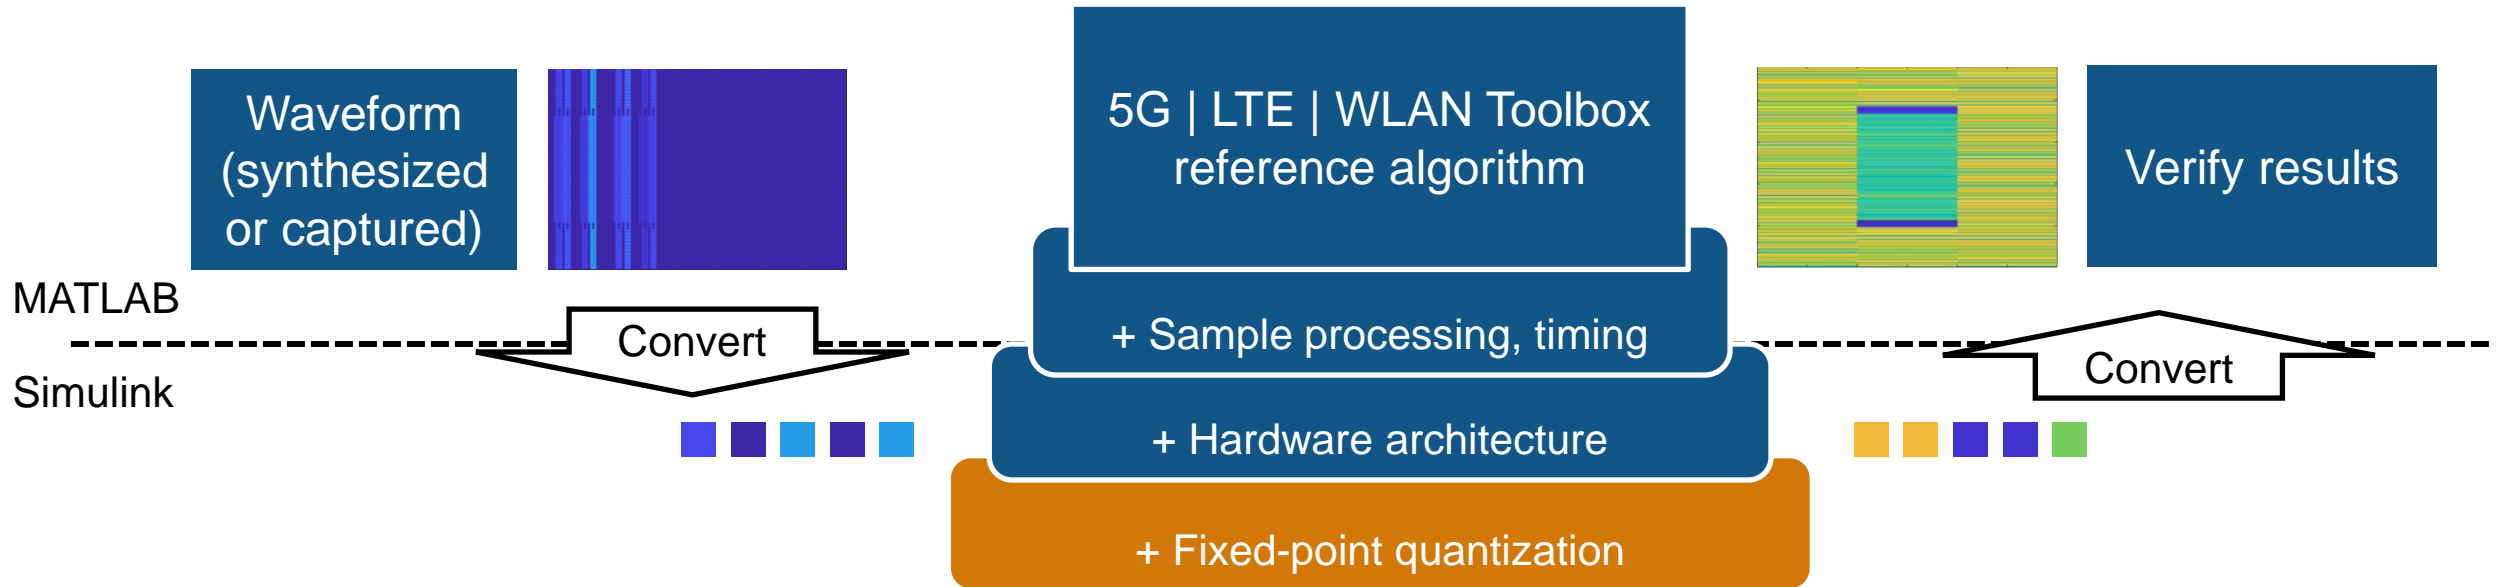 Waveform
(synthesized
or captured)
5G | LTE | WLAN Toolbox
reference algorithm
Verify results
MATLAB
Convert
+ Sample processing, timing
Convert
Simulink
+ Hardware architecture
+ Fixed-point quantization